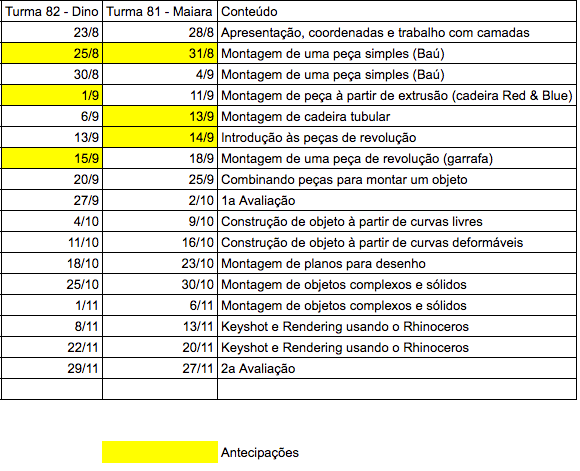 Turma 82 - Dino Turma 81 - Maiara Conteúdo
23/8 28/8 Apresentação, coordenadas e trabalho com camadas
25/8 31/8 Montagem de uma peça simples (Baú)
30/8 4/9 Montagem de uma peça simples (Baú)
1/9 11/9 Montagem de peça à partir de extrusão (cadeira Red & Blue)
6/9 13/9 Montagem de cadeira tubular
13/9 14/9 Introdução às peças de revolução
15/9 18/9 Montagem de uma peça de revolução (garrafa)
20/9 25/9 Combinando peças para montar um objeto
27/9 2/10 1a Avaliação
4/10 9/10 Construção de objeto à partir de curvas livres
11/10 16/10 Construção de objeto à partir de curvas deformáveis
18/10 23/10 Montagem de planos para desenho
25/10 30/10 Montagem de objetos complexos e sólidos
1/11 6/11 Montagem de objetos complexos e sólidos
8/11 13/11 Keyshot e Rendering usando o Rhinoceros
22/11 20/11 Keyshot e Rendering usando o Rhinoceros
29/11 27/11 2a Avaliação
Antecipações